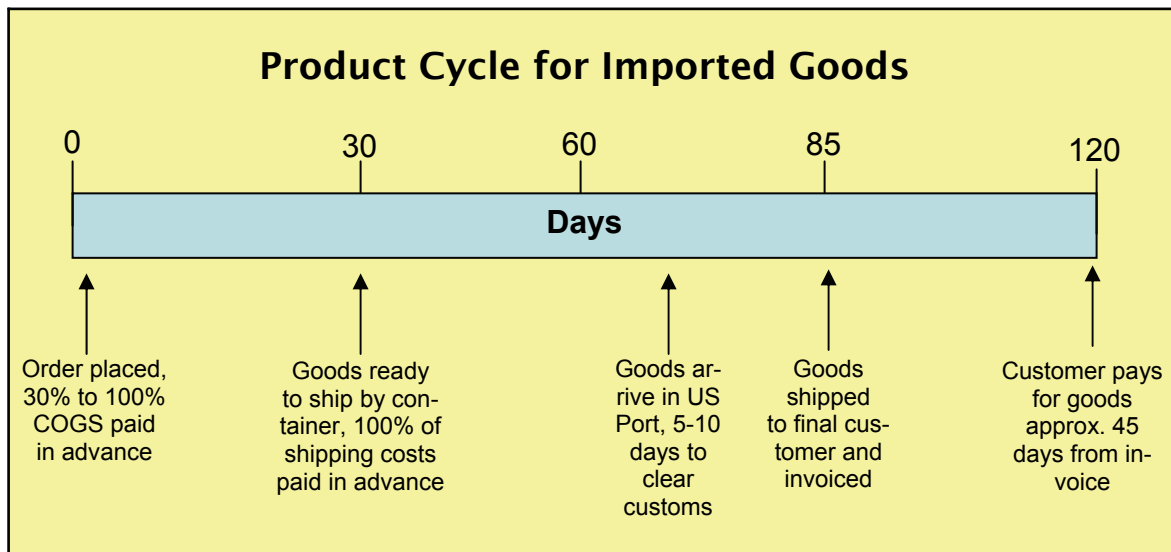 Product Cycle for Imported Goods
0
30
60
85
120
Days
Order placed,
30% to 100%
COGS paid
in advance
Goods ready
to ship by con-
tainer, 100% of
shipping costs
paid in advance
Goods ar-
rive in US
Port, 5-10
days to
clear
customs
Goods
shipped
to final cus-
tomer and
invoiced
Customer pays
for goods
approx. 45
days from in-
voice